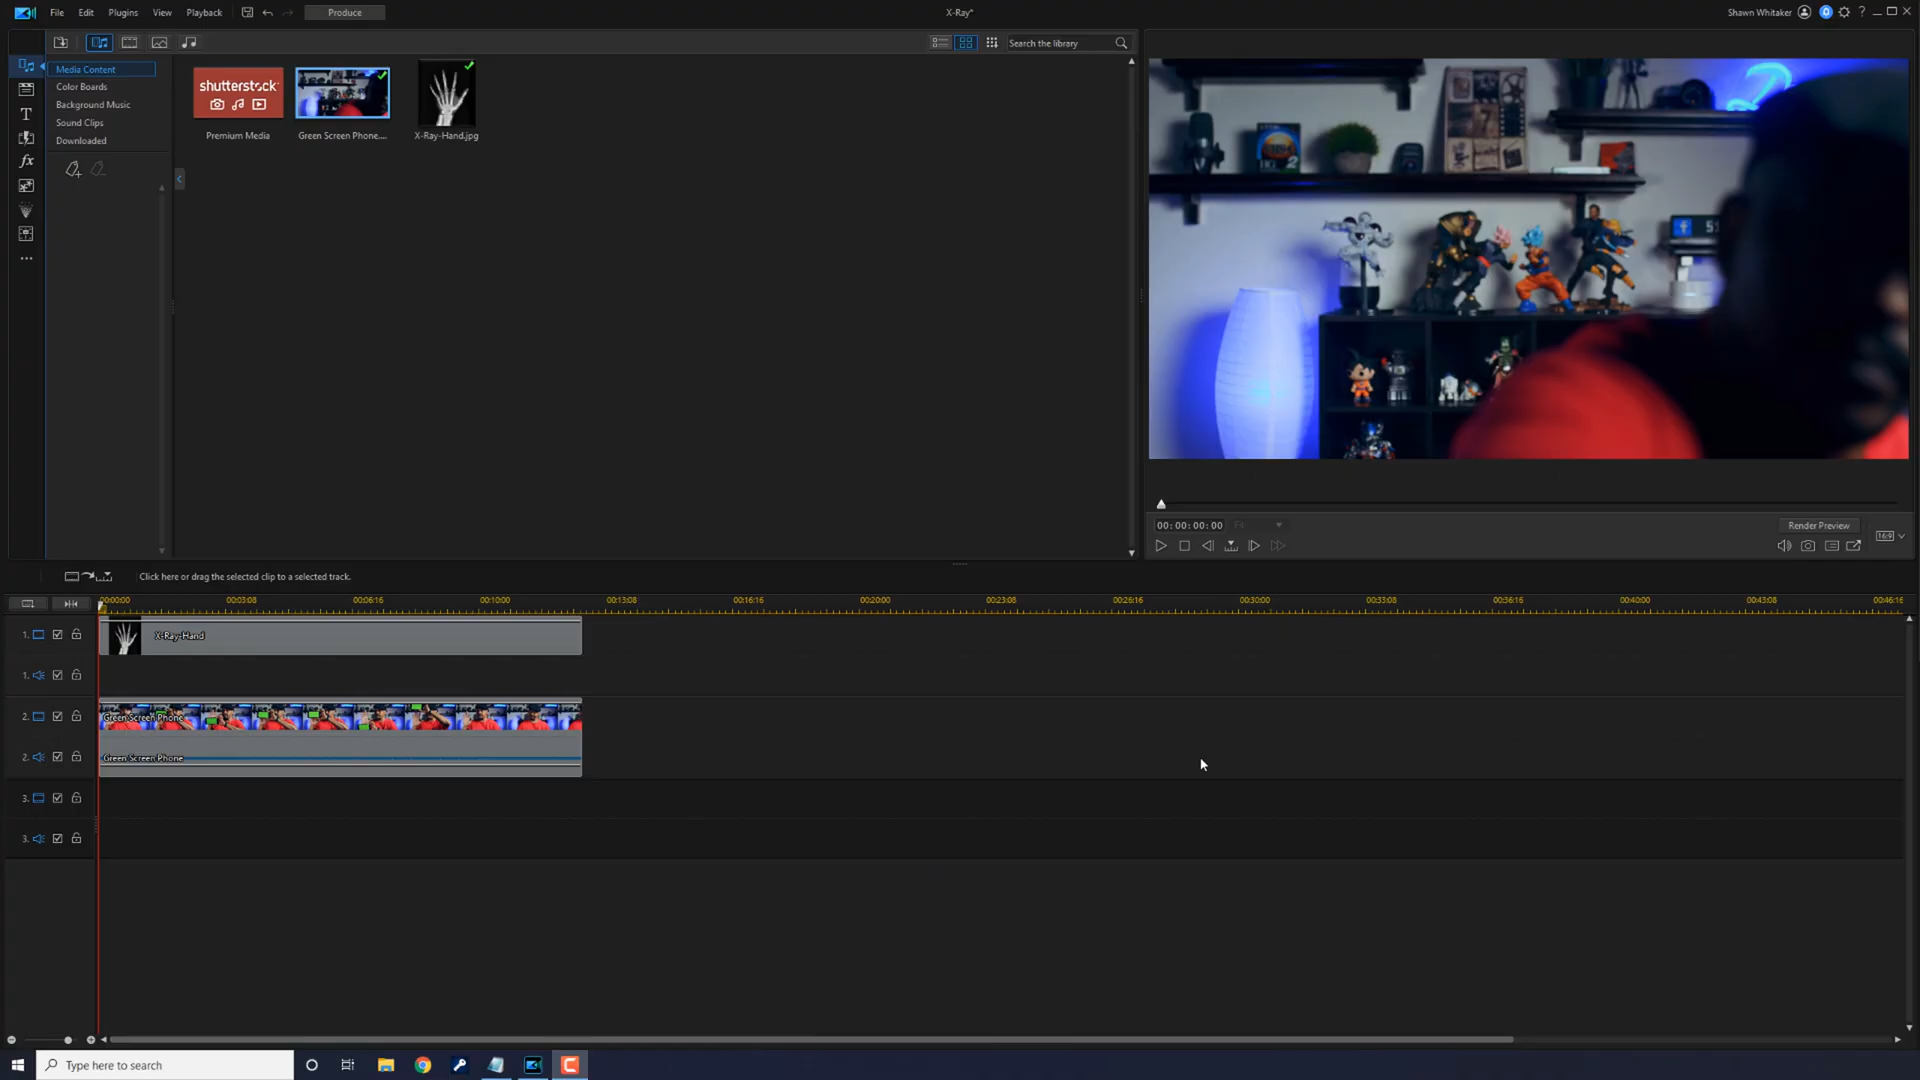 File Edit Plugins View Playback Produce X-Ray* Shawn Whitaker ?
Search the library
Media Content
Color Boards
Background Music
Sound Clips
Downloaded
shutterstock
Premium Media
Green Screen Phone....
X-Ray-Hand.jpg
T
fx
00:00:00:00 Fit
Render Preview
16:9
Click here or drag the selected clip to a selected track.
00:00:00 00:03:08 00:06:16 00:10:00 00:13:08 00:16:16 00:20:00 00:23:08 00:26:16 00:30:00 00:33:08 00:36:16 00:40:00 00:43:08 00:46:16
1. X-Ray-Hand
1.
2. Green Screen Phone
2. Green Screen Phone
3.
3.
Type here to search